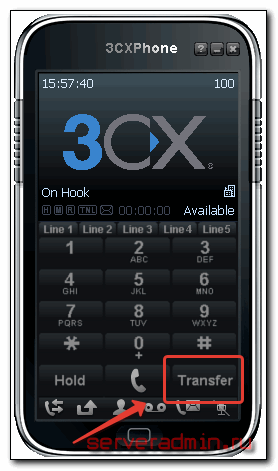 3CXPhone
15:57:40 100
3CX
On Hook
H M R TNL 00:00:00 Available
Line 1 Line 2 Line 3 Line 4 Line5
1 2 3
ABC DEF
4 5 6
GHI JKL MNO
7 8 9
PQRS TUV WXYZ
* 0 #
+
Hold Transfer
serveradmin.ru